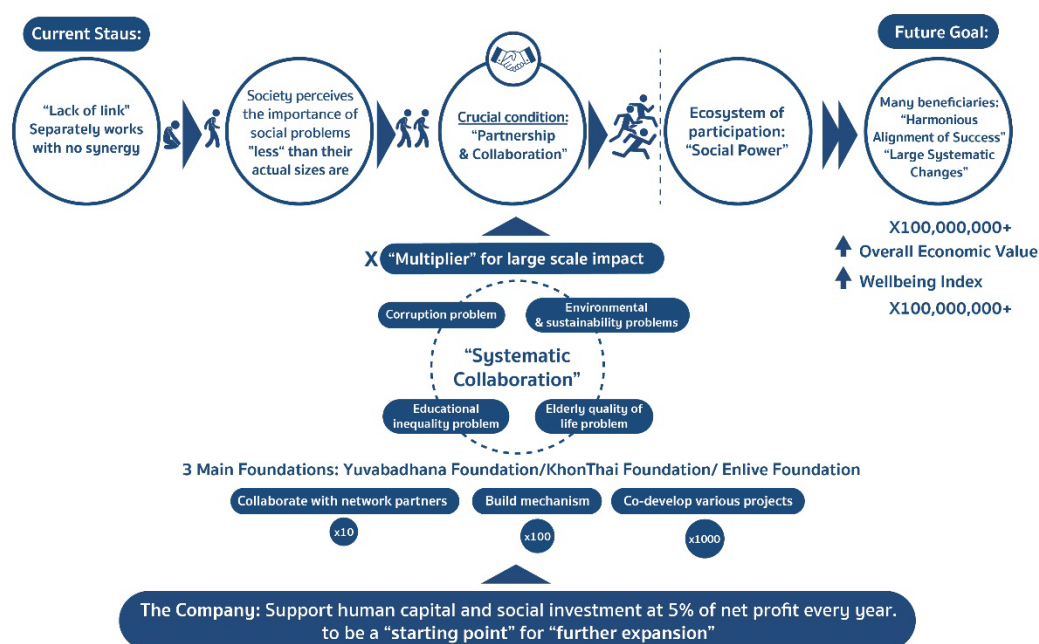 Current Staus:
Future Goal:
“Lack of link"
Separately works
with no synergy
Society perceives
the importance of
social problems
"less“ than their
actual sizes are
Crucial condition:
“Partnership
& Collaboration”
Ecosystem of
participation:
“Social Power”
Many beneficiaries:
“Harmonious
Alignment of Success”
“Large Systematic
Changes”
X100,000,000+
Overall Economic Value
Wellbeing Index
X100,000,000+
X “Multiplier” for large scale impact
Corruption problem
Environmental
& sustainability problems
“Systematic
Collaboration”
Educational
inequality problem
Elderly quality of
life problem
3 Main Foundations: Yuvabadhana Foundation/KhonThai Foundation/ Enlive Foundation
Collaborate with network partners
Build mechanism
Co-develop various projects
x10
x100
x1000
The Company: Support human capital and social investment at 5% of net profit every year.
to be a “starting point” for “further expansion”